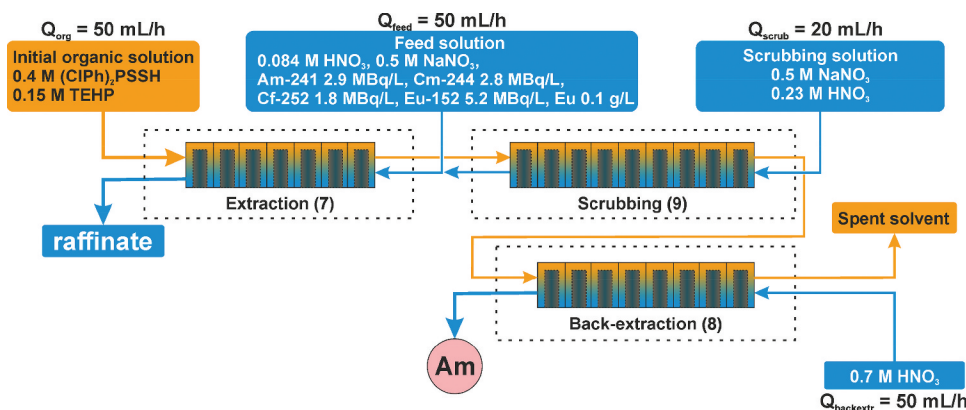 Q_org = 50 mL/h
Initial organic solution
0.4 M (ClPh)₂PSSH
0.15 M TEHP
Q_feed = 50 mL/h
Feed solution
0.084 M HNO₃, 0.5 M NaNO₃,
Am-241 2.9 MBq/L, Cm-244 2.8 MBq/L,
Cf-252 1.8 MBq/L, Eu-152 5.2 MBq/L, Eu 0.1 g/L
Q_scrub = 20 mL/h
Scrubbing solution
0.5 M NaNO₃
0.23 M HNO₃
Extraction (7)
Scrubbing (9)
raffinate
Spent solvent
Back-extraction (8)
Am
0.7 M HNO₃
Q_backextr. = 50 mL/h